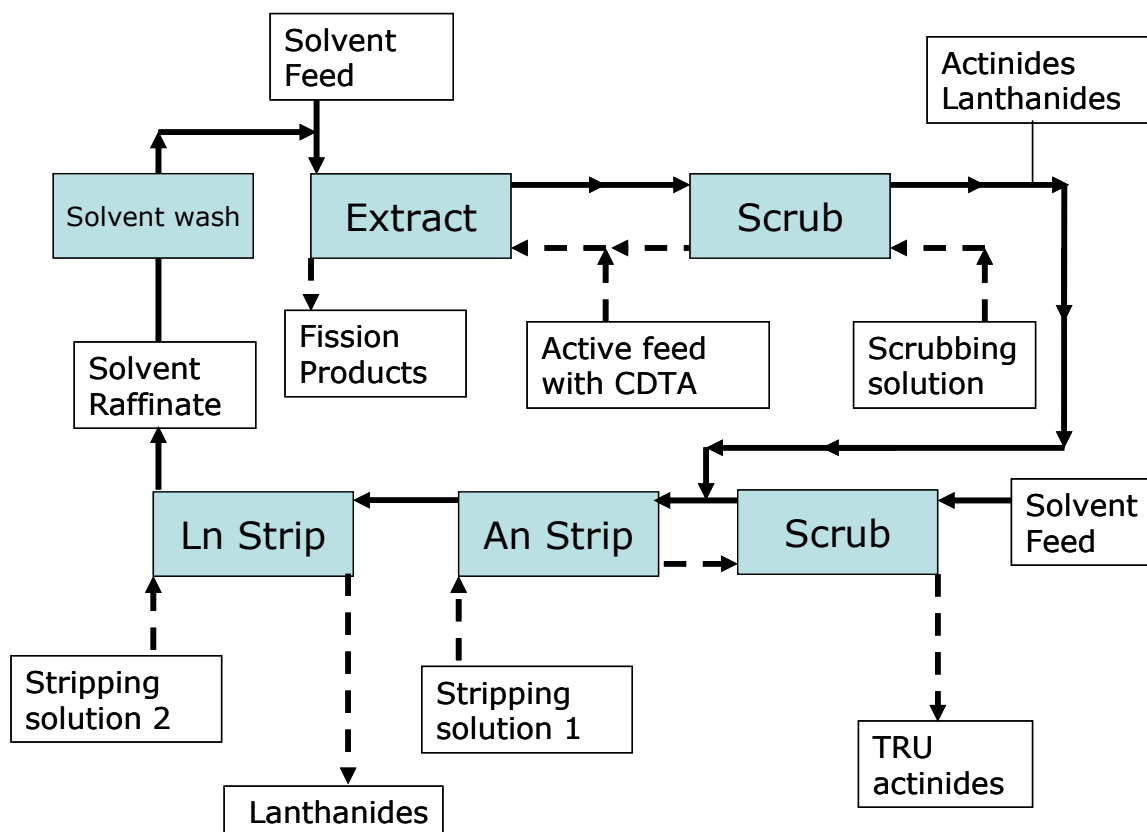 Solvent
Feed
Actinides
Lanthanides
Solvent wash
Extract
Scrub
Fission
Products
Active feed
with CDTA
Scrubbing
solution
Solvent
Raffinate
Ln Strip
An Strip
Scrub
Solvent
Feed
Stripping
solution 2
Stripping
solution 1
TRU
actinides
Lanthanides